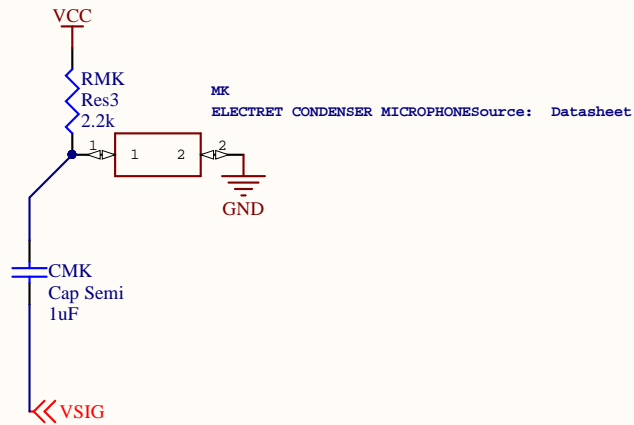 VCC
RMK
Res3
2.2k
MK
ELECTRET CONDENSER MICROPHONESource: Datasheet
1
1
2
2
GND
CMK
Cap Semi
1uF
VSIG